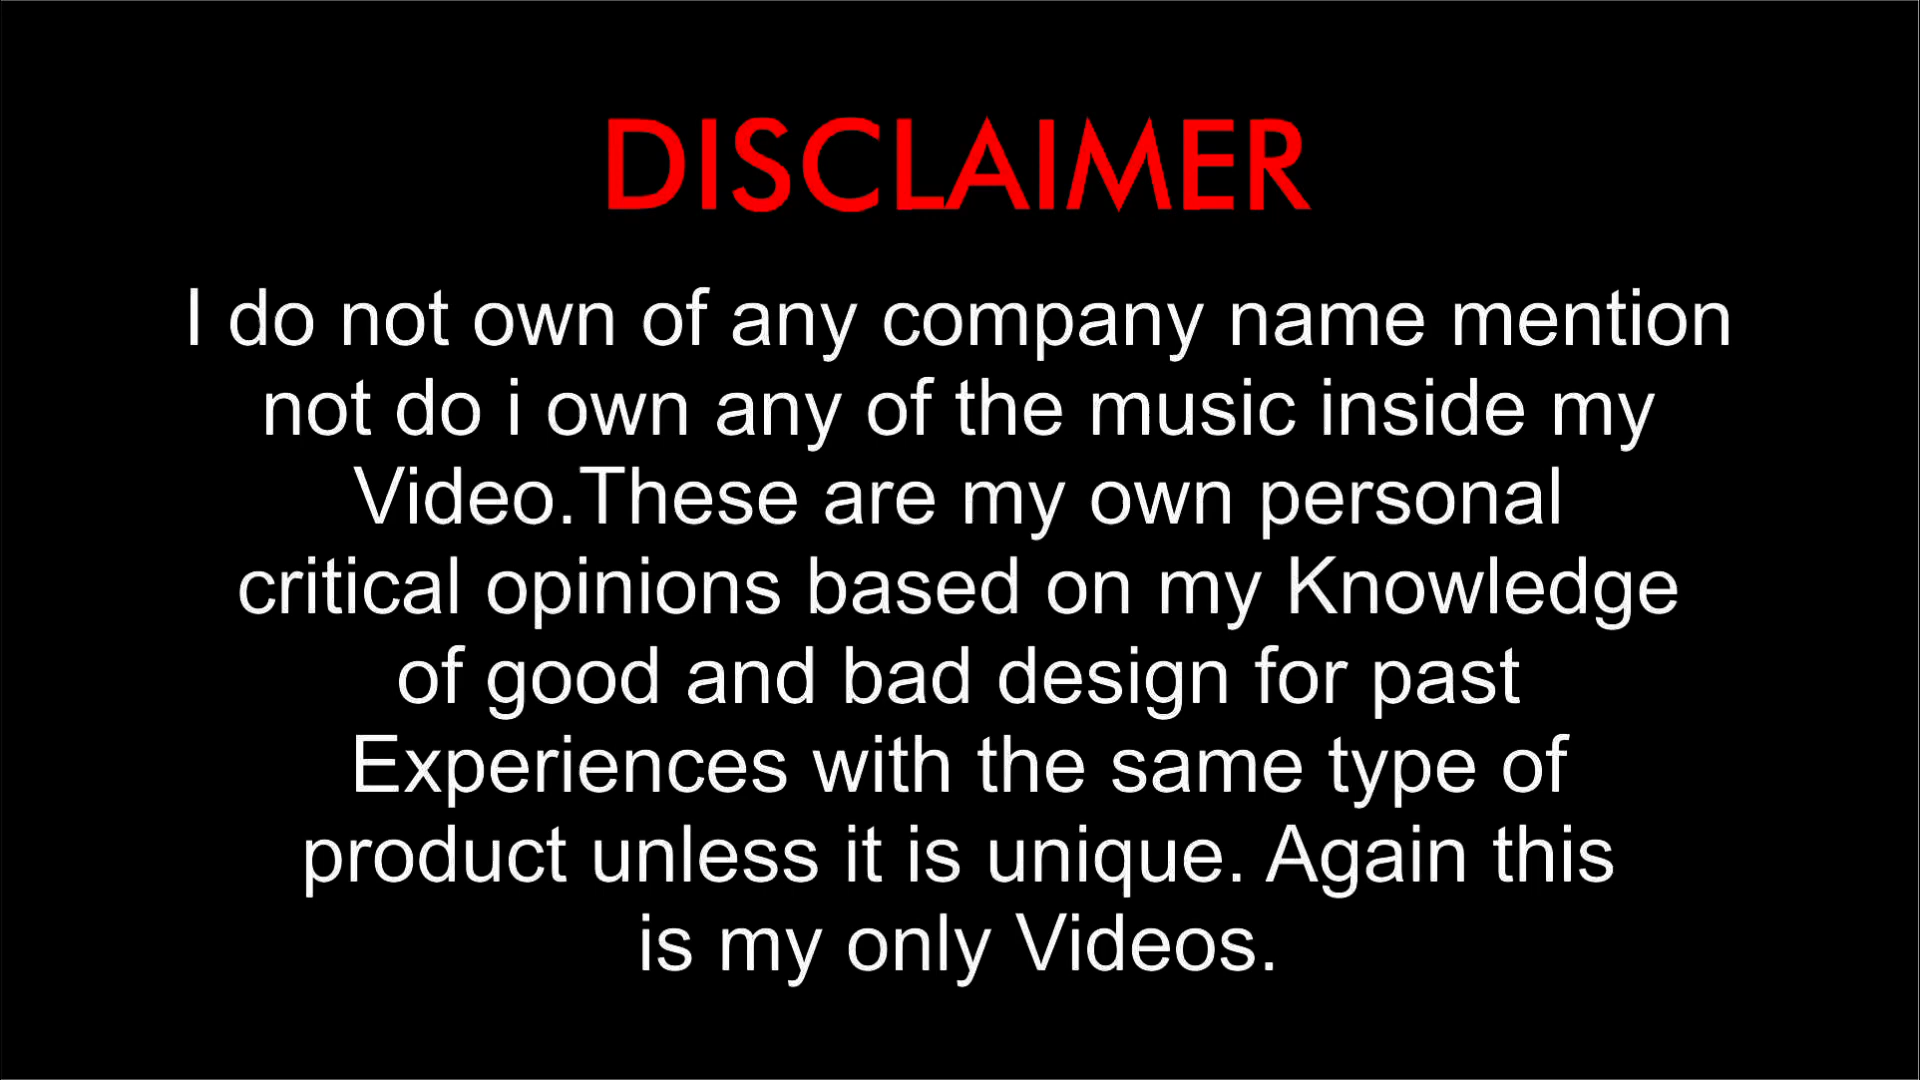 DISCLAIMER
I do not own of any company name mention
not do i own any of the music inside my
Video.These are my own personal
critical opinions based on my Knowledge
of good and bad design for past
Experiences with the same type of
product unless it is unique. Again this
is my only Videos.